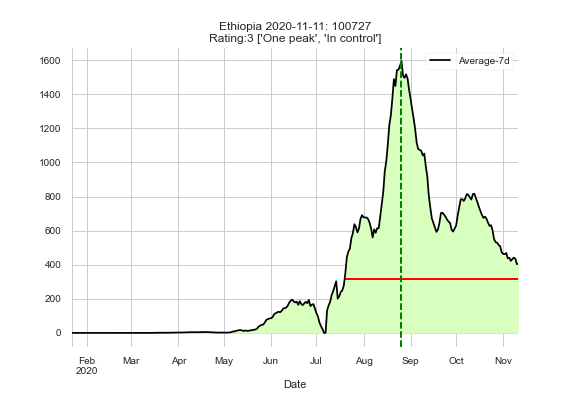 Ethiopia 2020-11-11: 100727
Rating:3 ['One peak', 'In control']
Average-7d
1600
1400
1200
1000
800
600
400
200
0
Feb
2020
Mar
Apr
May
Jun
Jul
Aug
Sep
Oct
Nov
Date